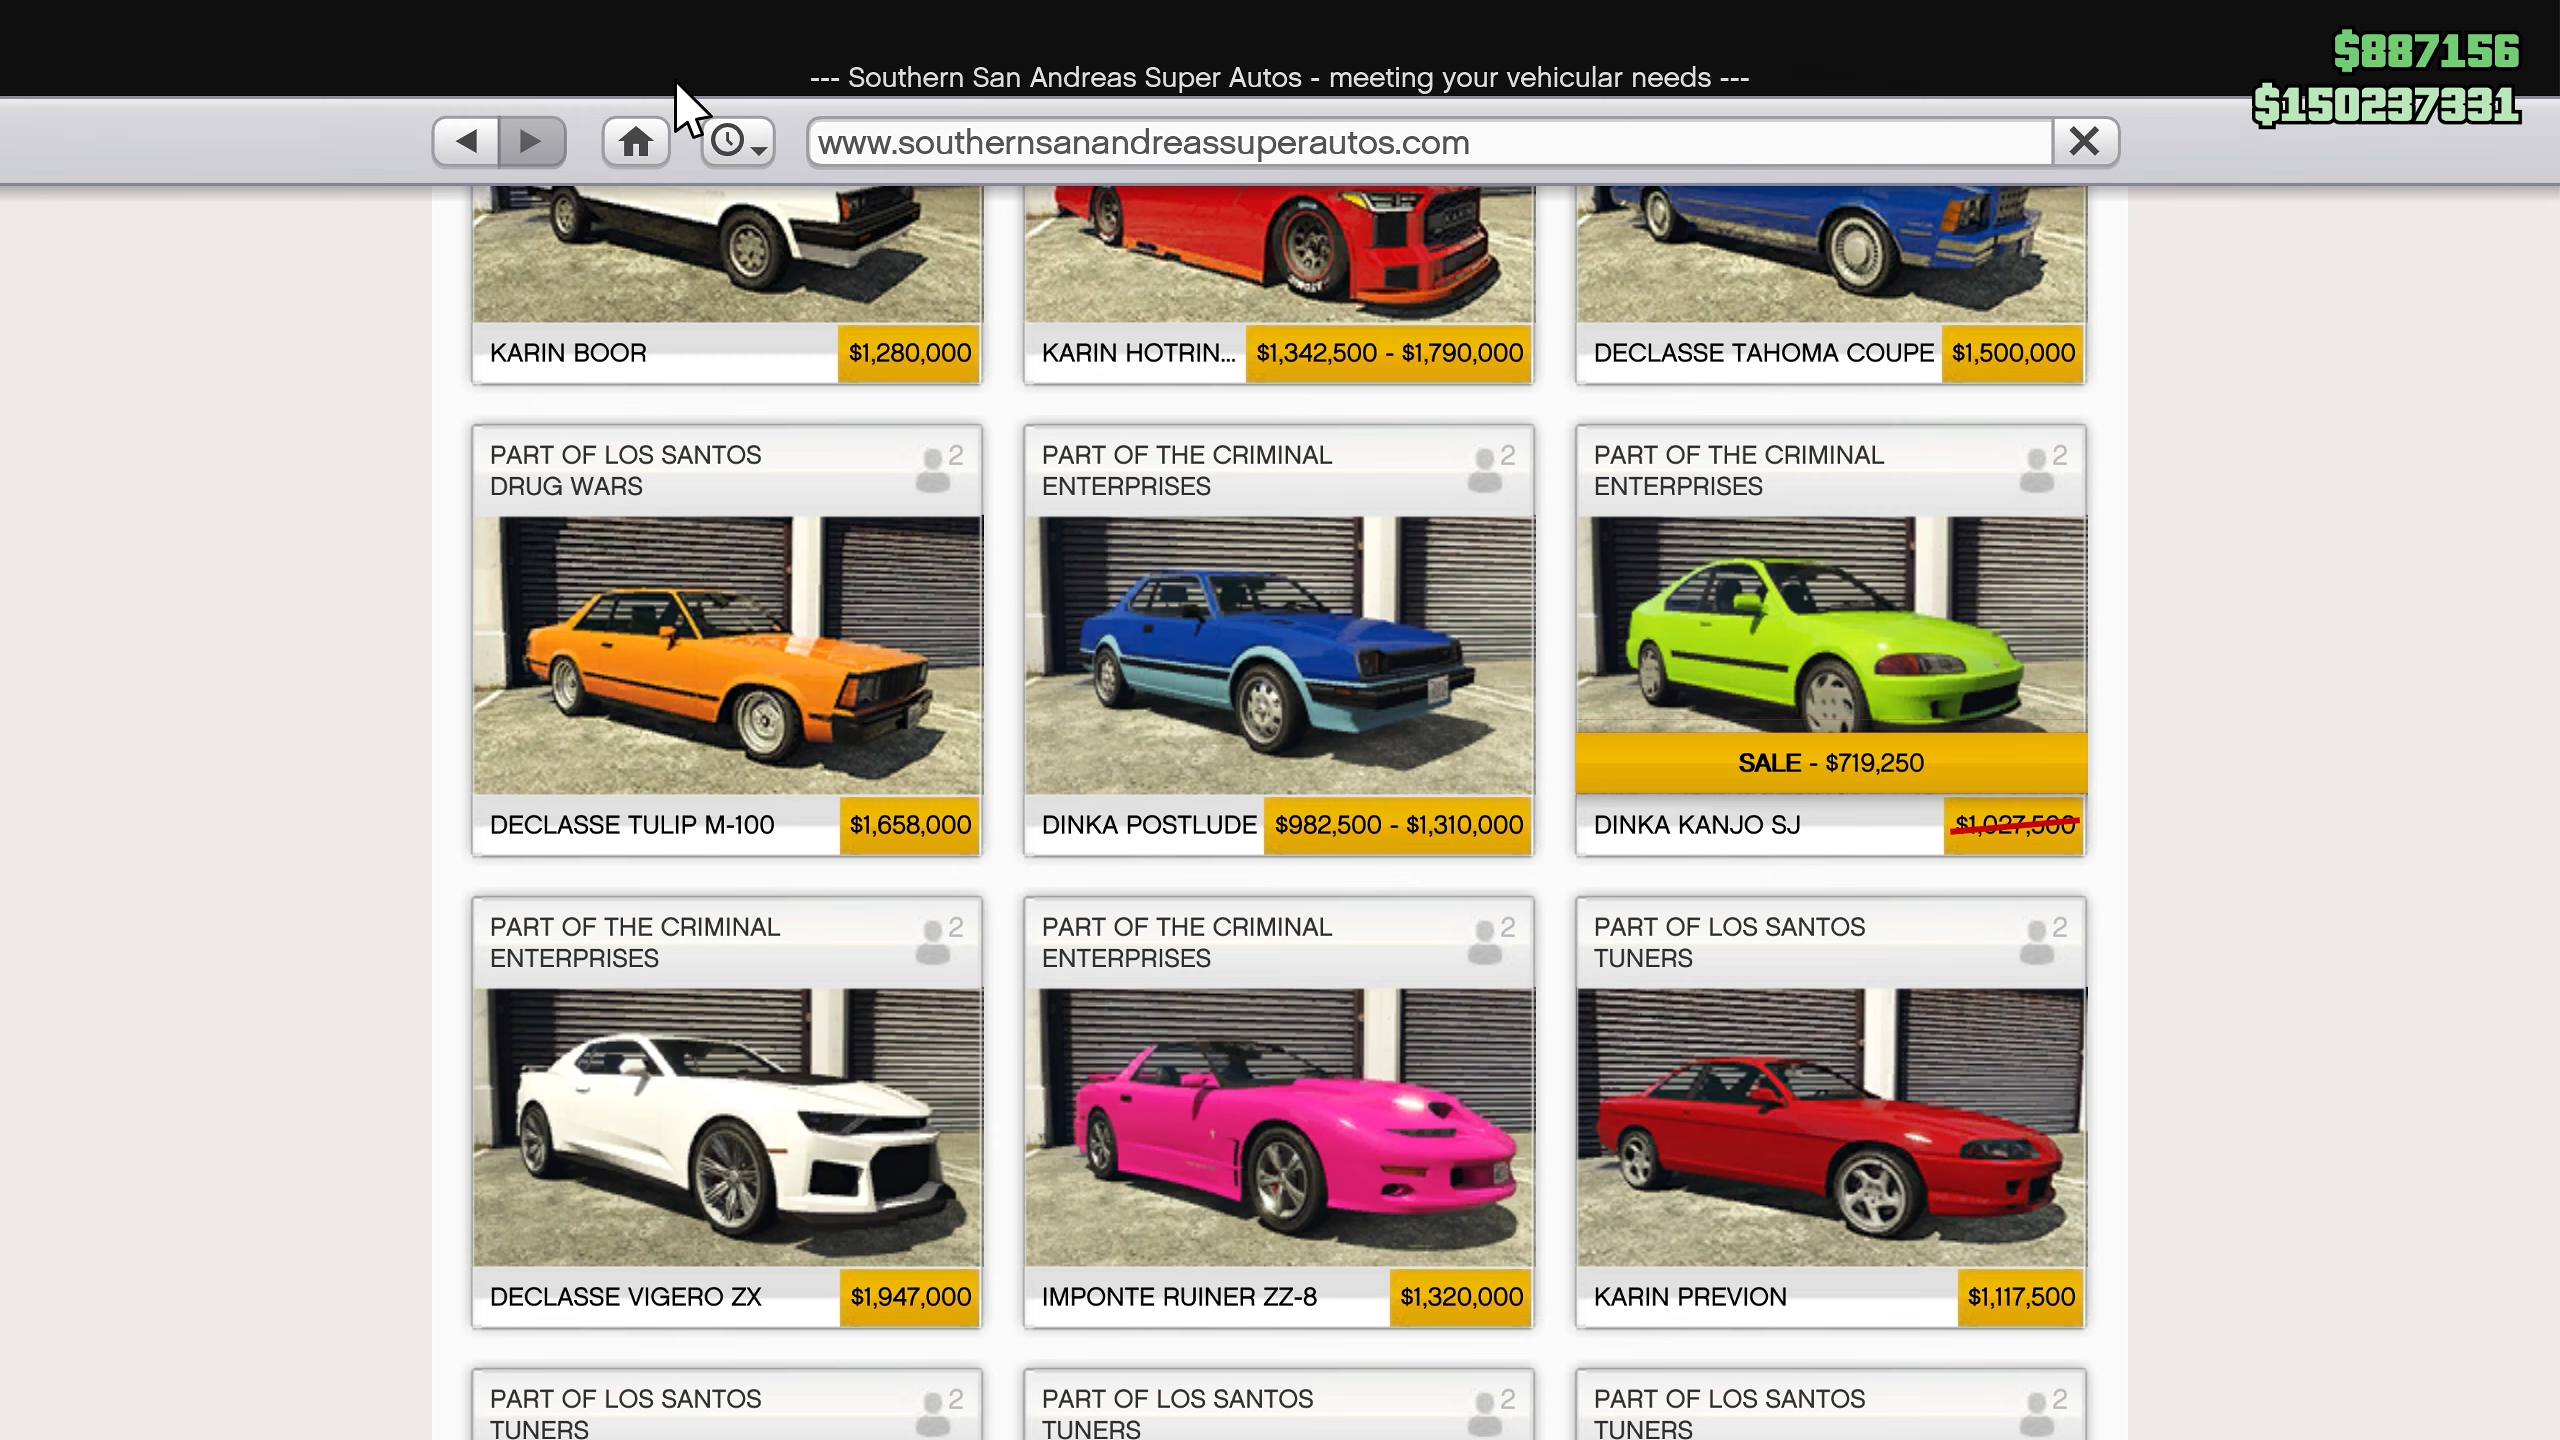 --- Southern San Andreas Super Autos - meeting your vehicular needs ---
$887156
$150237331
www.southernsanandreassuperautos.com
KARIN BOOR $1,280,000
KARIN HOTRIN... $1,342,500 - $1,790,000
DECLASSE TAHOMA COUPE $1,500,000
PART OF LOS SANTOS
DRUG WARS
2
DECLASSE TULIP M-100 $1,658,000
PART OF THE CRIMINAL
ENTERPRISES
2
DINKA POSTLUDE $982,500 - $1,310,000
PART OF THE CRIMINAL
ENTERPRISES
2
SALE - $719,250
DINKA KANJO SJ $1,027,500
PART OF THE CRIMINAL
ENTERPRISES
2
DECLASSE VIGERO ZX $1,947,000
PART OF THE CRIMINAL
ENTERPRISES
2
IMPONTE RUINER ZZ-8 $1,320,000
PART OF LOS SANTOS
TUNERS
2
KARIN PREVION $1,117,500
PART OF LOS SANTOS
TUNERS
2
PART OF LOS SANTOS
TUNERS
2
PART OF LOS SANTOS
TUNERS
2